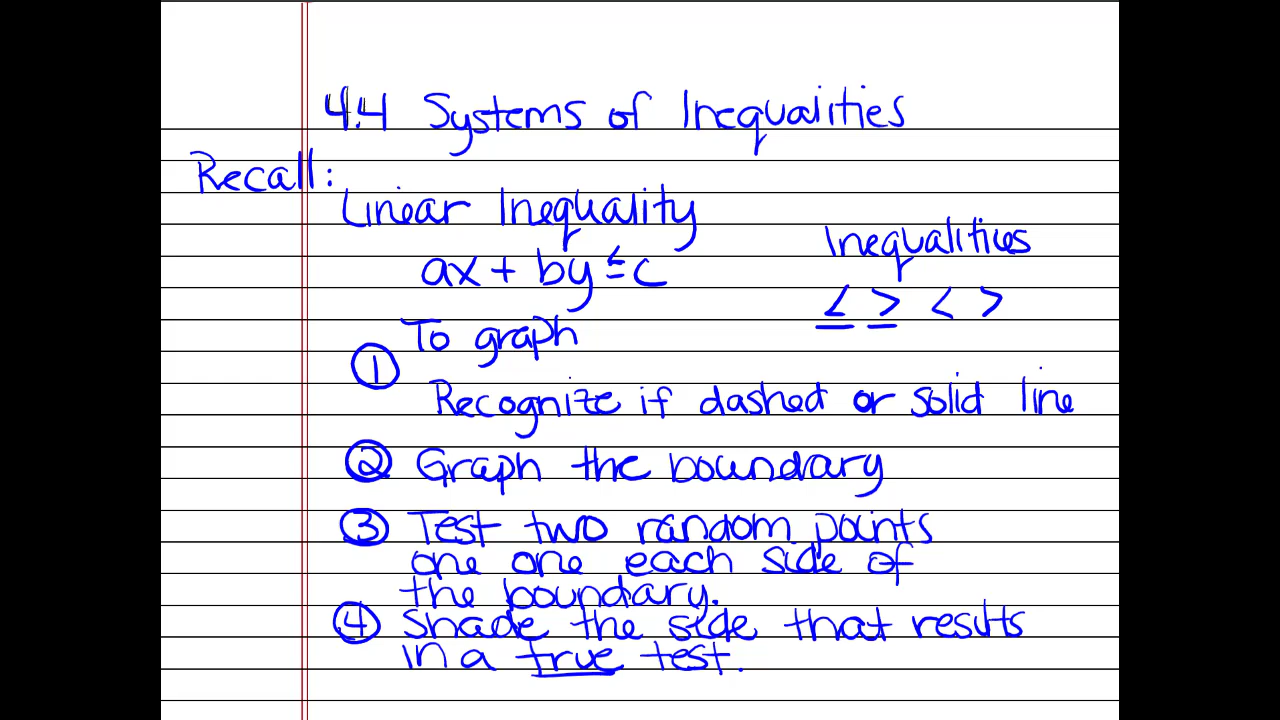 4.4 Systems of Inequalities
Recall:
Linear Inequality
ax + by ≤ c
Inequalities
≤ ≥ < >
To graph
① Recognize if dashed or solid line
② Graph the boundary
③ Test two random points
one one each side of
the boundary.
④ Shade the side that results
in a true test.